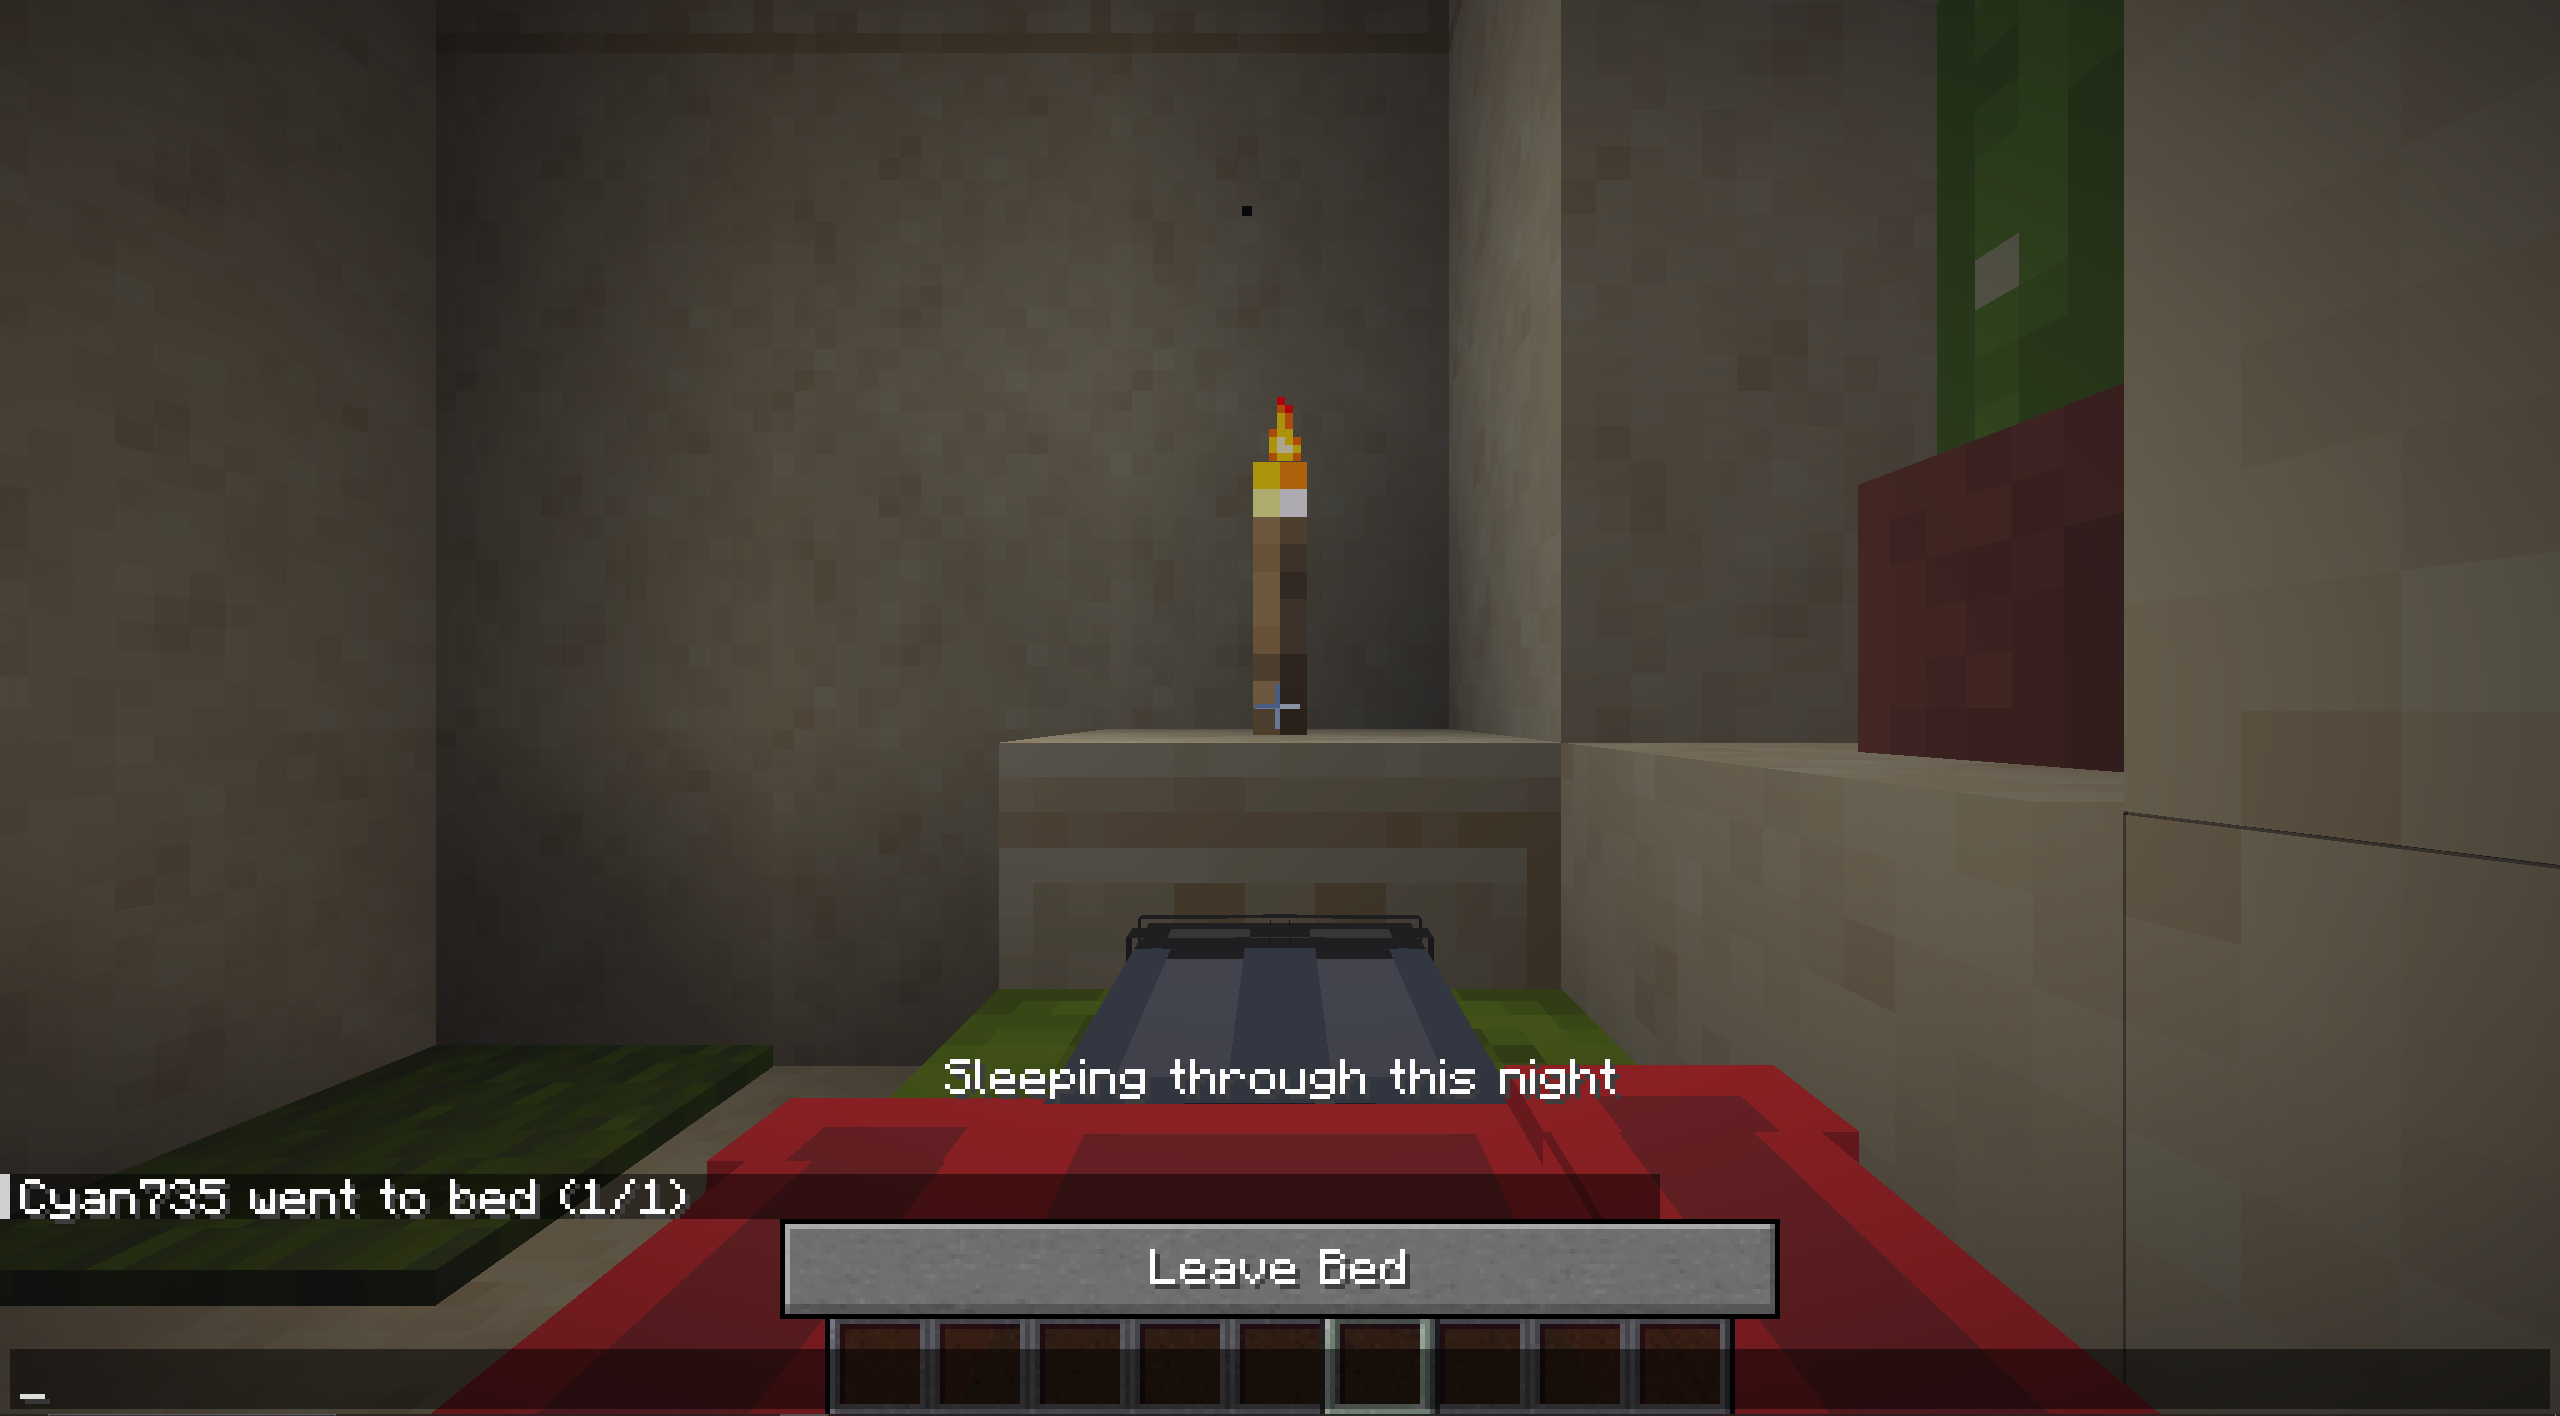 Sleeping through this night
Cyan735 went to bed (1/1)
Leave Bed
_